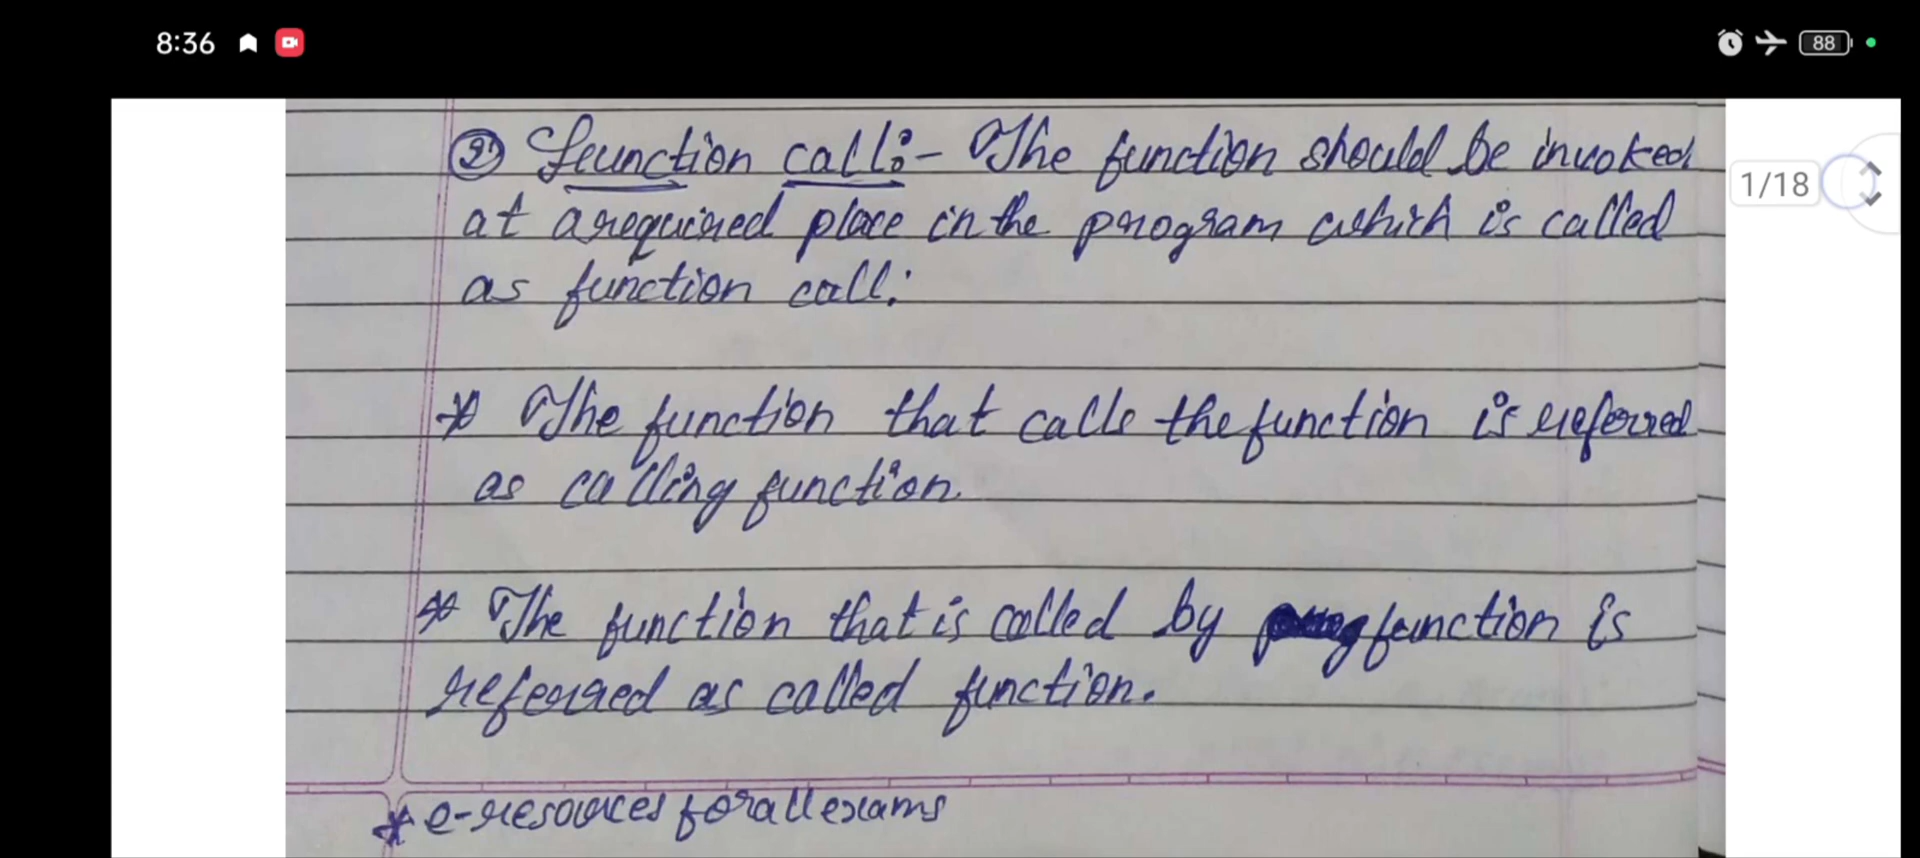 8:36
88
② Function call:- The function should be invoked
1/18
at a required place in the program which is called
as function call.
* The function that calls the function is referred
as calling function.
* The function that is called by function is
referred as called function.
* e-resources for all exams